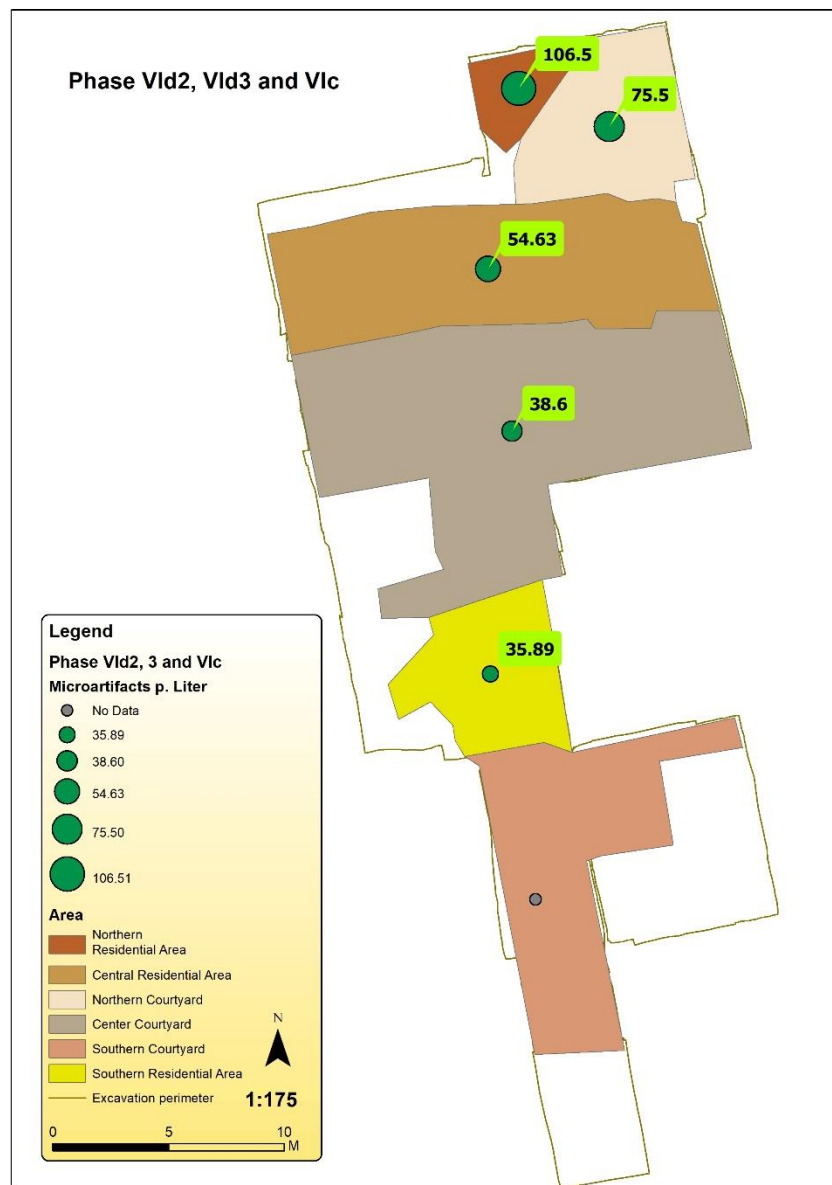 Phase VId2, VId3 and VIc
106.5
75.5
54.63
38.6
35.89
Legend
Phase VId2, 3 and VIc
Microartifacts p. Liter
No Data
35.89
38.60
54.63
75.50
106.51
Area
Northern
Residential Area
Central Residential Area
Northern Courtyard
Center Courtyard
Southern Courtyard
Southern Residential Area
Excavation perimeter
N
1:175
0 5 10
M